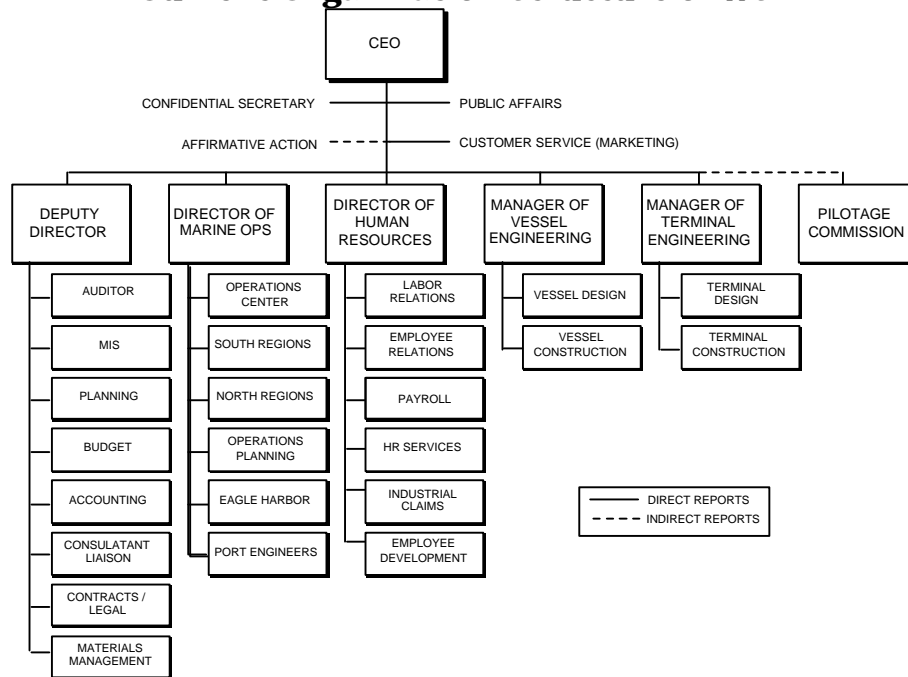 CEO
CONFIDENTIAL SECRETARY
PUBLIC AFFAIRS
AFFIRMATIVE ACTION
CUSTOMER SERVICE (MARKETING)
DEPUTY
DIRECTOR
DIRECTOR OF
MARINE OPS
DIRECTOR OF
HUMAN
RESOURCES
MANAGER OF
VESSEL
ENGINEERING
MANAGER OF
TERMINAL
ENGINEERING
PILOTAGE
COMMISSION
AUDITOR
MIS
PLANNING
BUDGET
ACCOUNTING
CONSULATANT
LIAISON
CONTRACTS /
LEGAL
MATERIALS
MANAGEMENT
OPERATIONS
CENTER
SOUTH REGIONS
NORTH REGIONS
OPERATIONS
PLANNING
EAGLE HARBOR
PORT ENGINEERS
LABOR
RELATIONS
EMPLOYEE
RELATIONS
PAYROLL
HR SERVICES
INDUSTRIAL
CLAIMS
EMPLOYEE
DEVELOPMENT
VESSEL DESIGN
VESSEL
CONSTRUCTION
TERMINAL
DESIGN
TERMINAL
CONSTRUCTION
DIRECT REPORTS
INDIRECT REPORTS